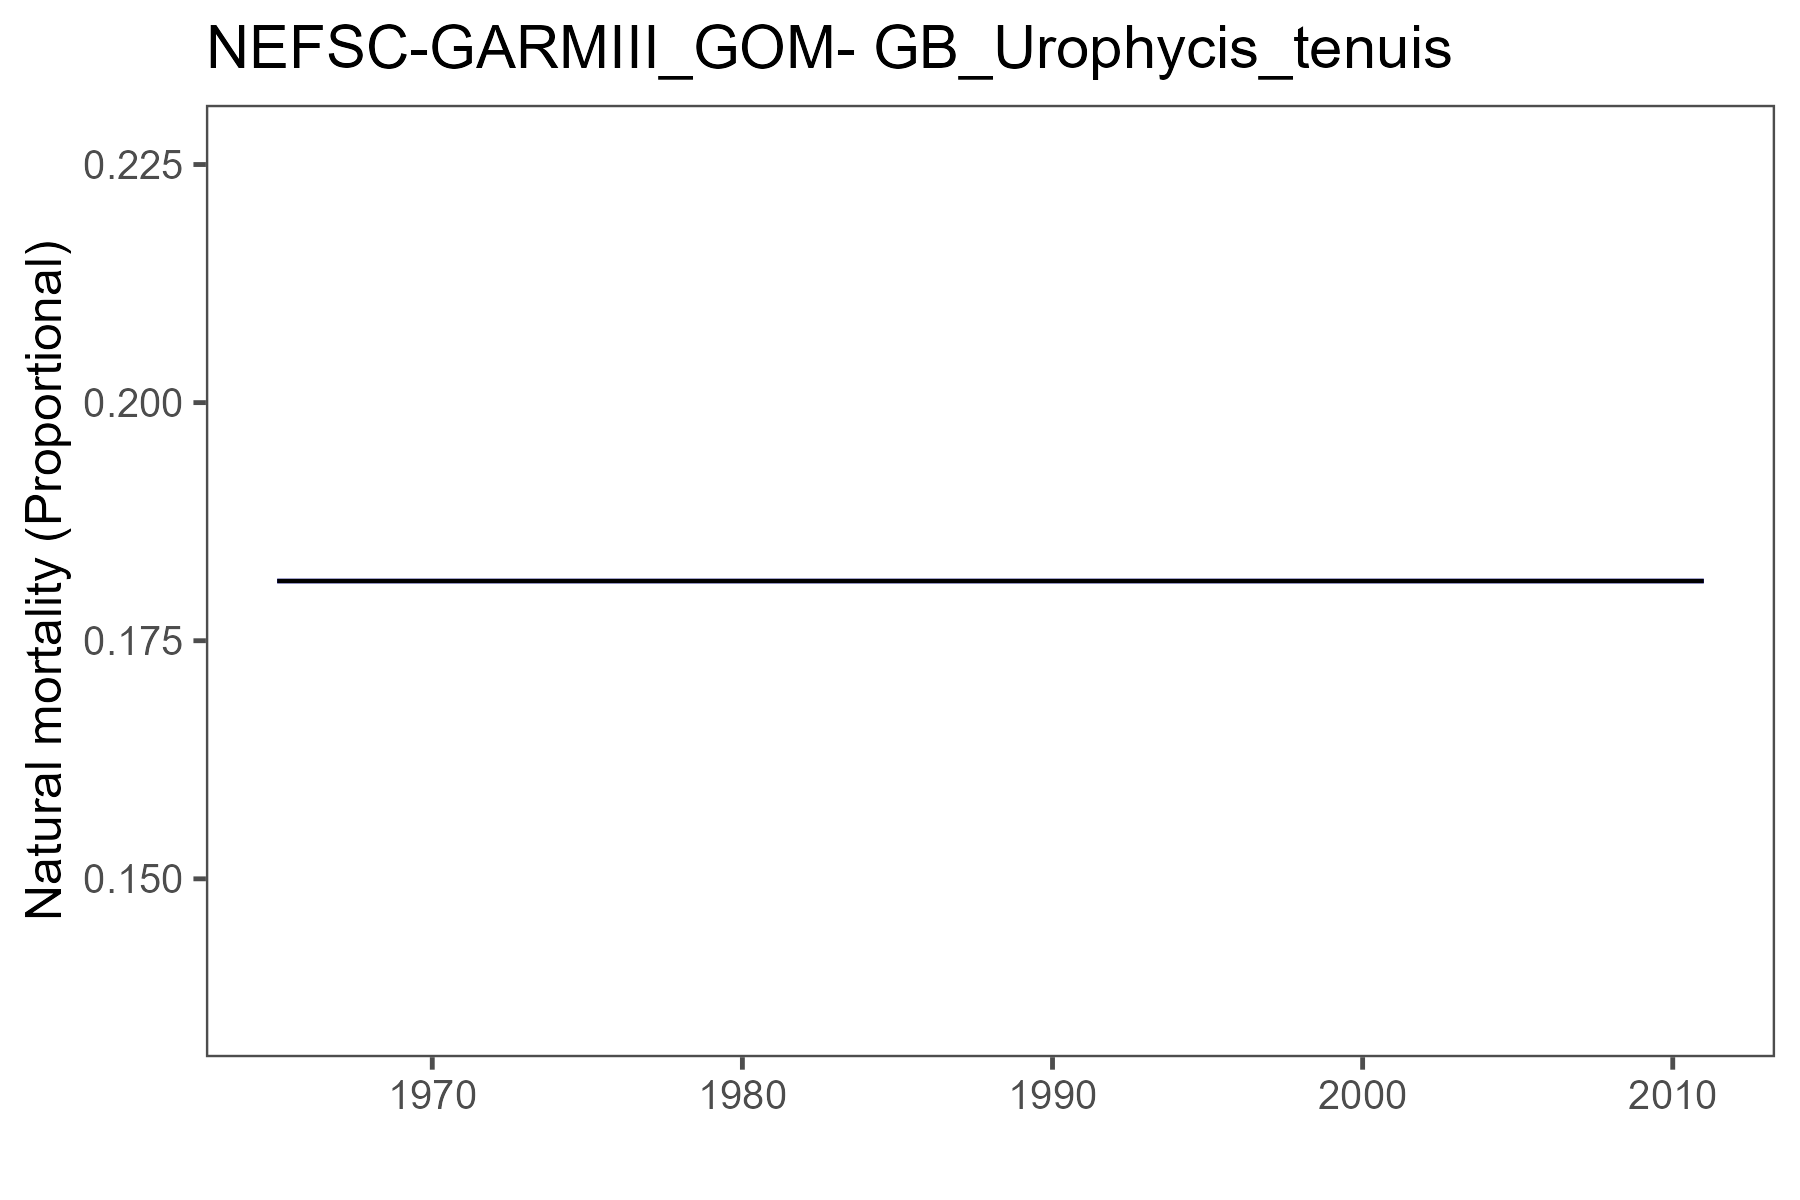 NEFSC-GARMIII_GOM- GB_Urophycis_tenuis
Natural mortality (Proportional)
0.225
0.200
0.175
0.150
1970 1980 1990 2000 2010